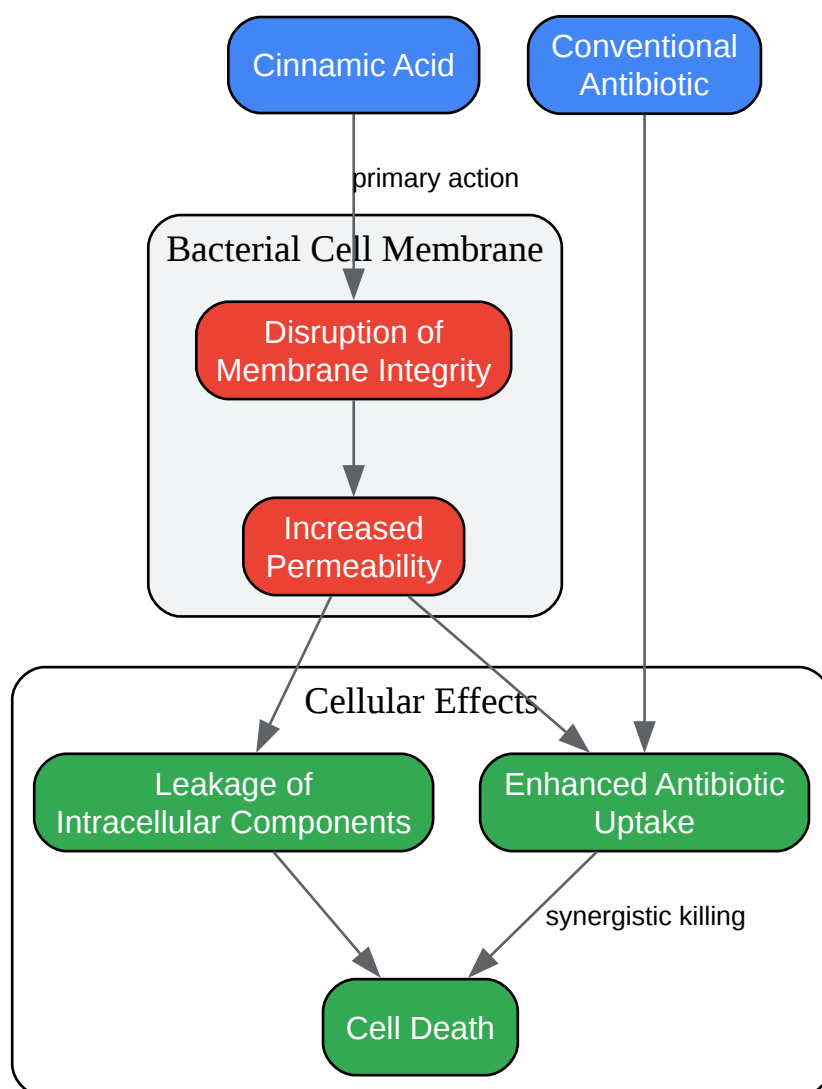 Cinnamic Acid
Conventional
Antibiotic
primary action
Bacterial Cell Membrane
Disruption of
Membrane Integrity
Increased
Permeability
Cellular Effects
Leakage of
Intracellular Components
Enhanced Antibiotic
Uptake
synergistic killing
Cell Death